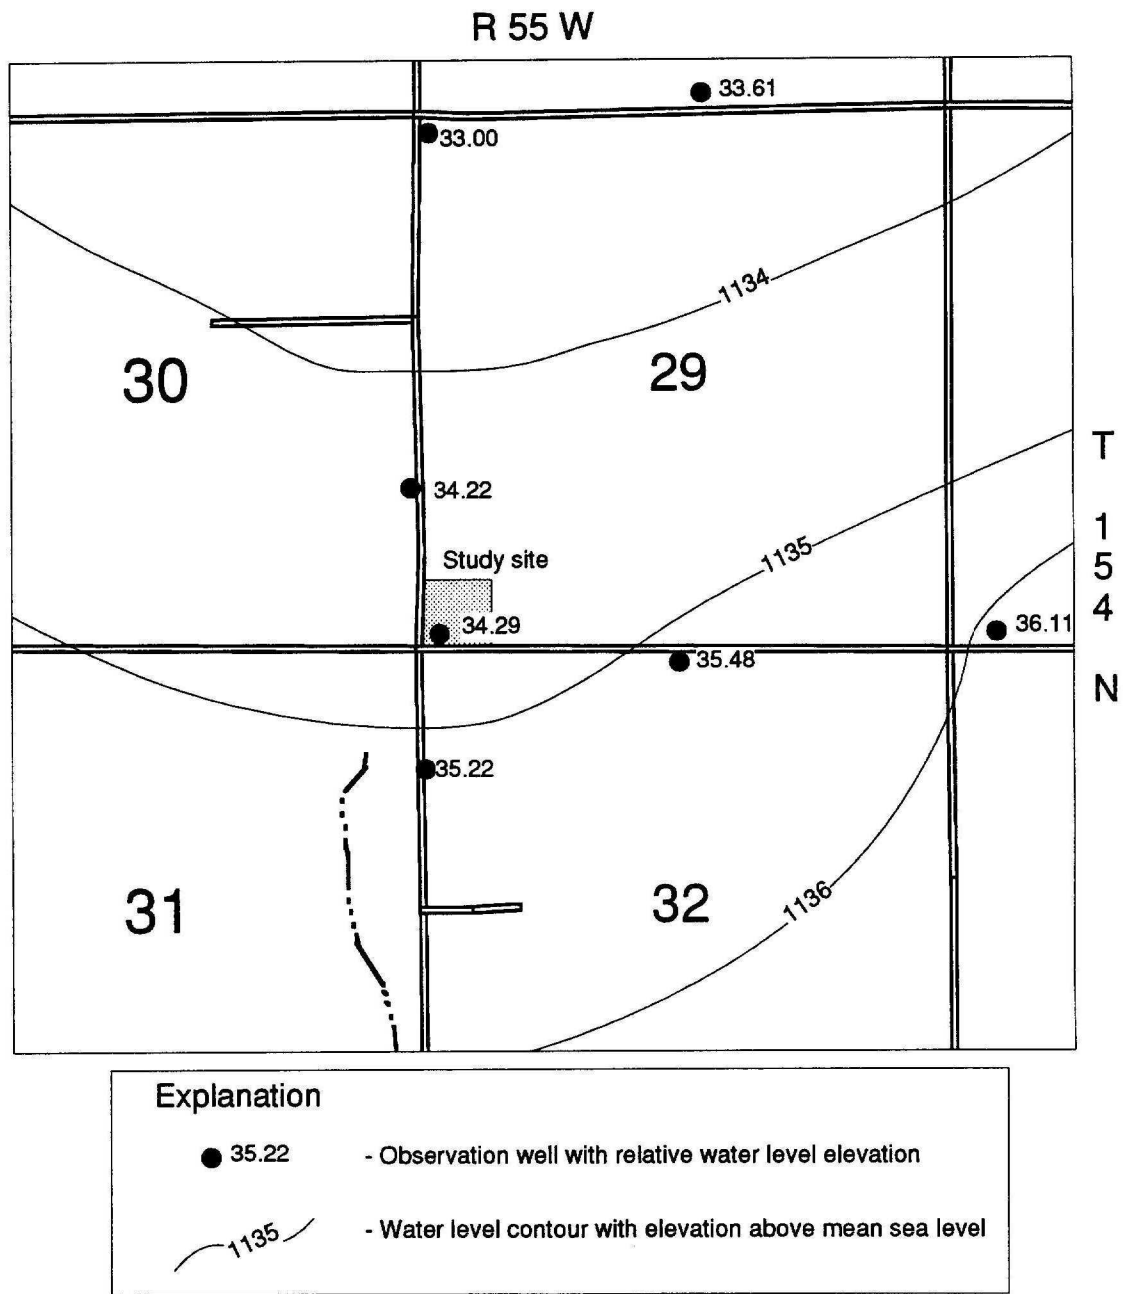 R 55 W
33.61
33.00
1134
30
29
34.22
T
1
5
4
N
1135
Study site
34.29
36.11
35.48
35.22
31
32
1136
Explanation
35.22 - Observation well with relative water level elevation
1135 - Water level contour with elevation above mean sea level